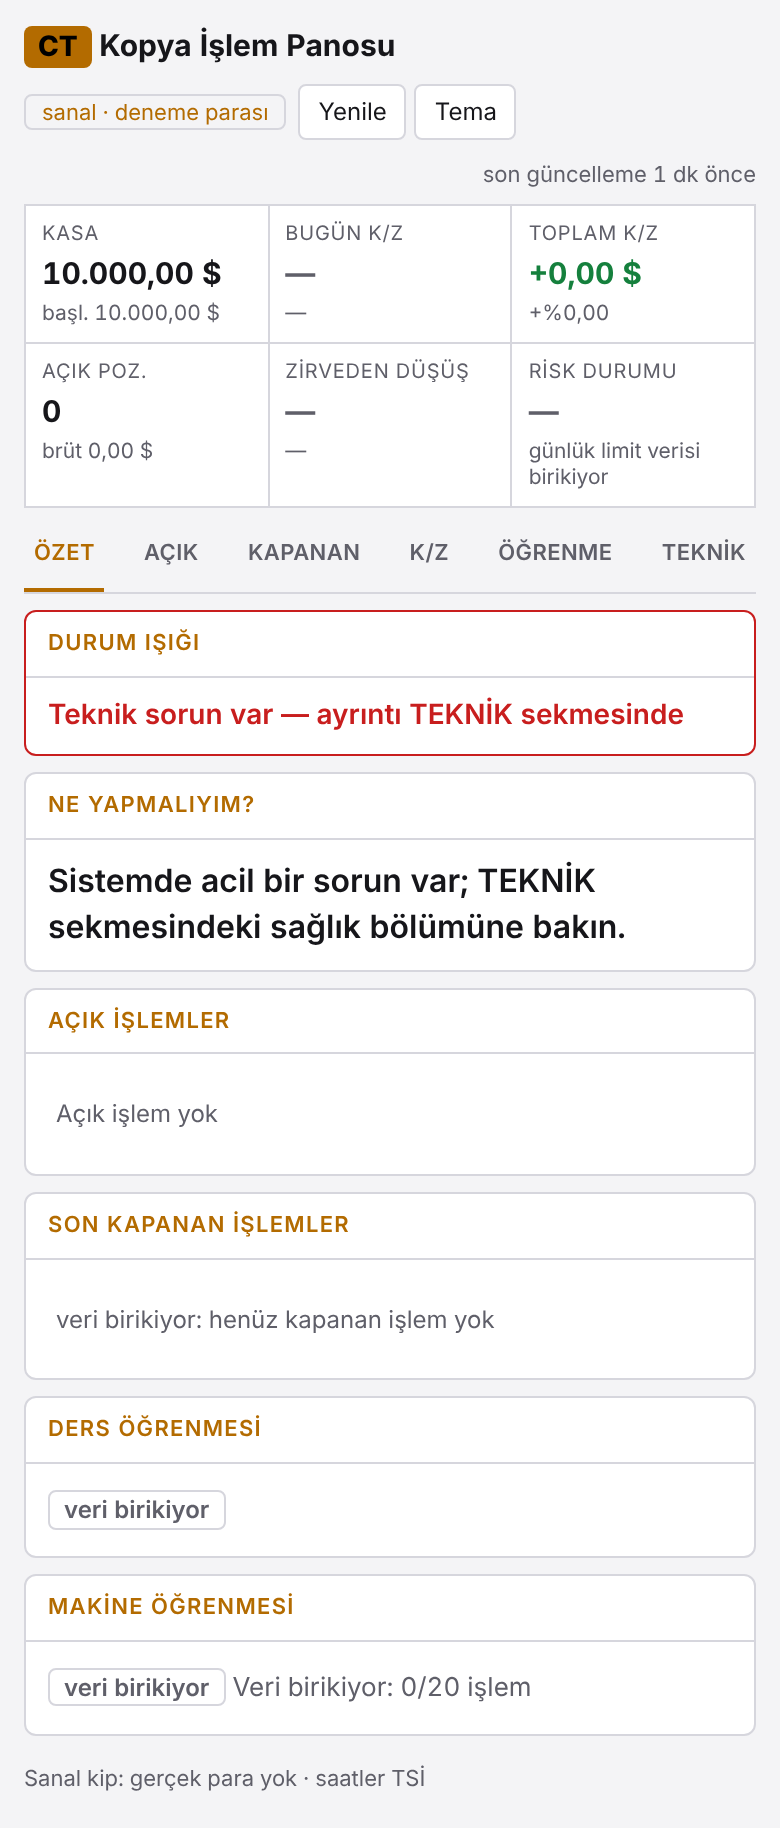 CT Kopya İşlem Panosu
sanal · deneme parası Yenile Tema
son güncelleme 1 dk önce
KASA
10.000,00 $
başl. 10.000,00 $
BUGÜN K/Z
—
—
TOPLAM K/Z
+0,00 $
+%0,00
AÇIK POZ.
0
brüt 0,00 $
ZİRVEDEN DÜŞÜŞ
—
—
RİSK DURUMU
—
günlük limit verisi
birikiyor
ÖZET AÇIK KAPANAN K/Z ÖĞRENME TEKNİK
DURUM IŞIĞI
Teknik sorun var — ayrıntı TEKNİK sekmesinde
NE YAPMALIYIM?
Sistemde acil bir sorun var; TEKNİK
sekmesindeki sağlık bölümüne bakın.
AÇIK İŞLEMLER
Açık işlem yok
SON KAPANAN İŞLEMLER
veri birikiyor: henüz kapanan işlem yok
DERS ÖĞRENMESİ
veri birikiyor
MAKİNE ÖĞRENMESİ
veri birikiyor Veri birikiyor: 0/20 işlem
Sanal kip: gerçek para yok · saatler TSİ